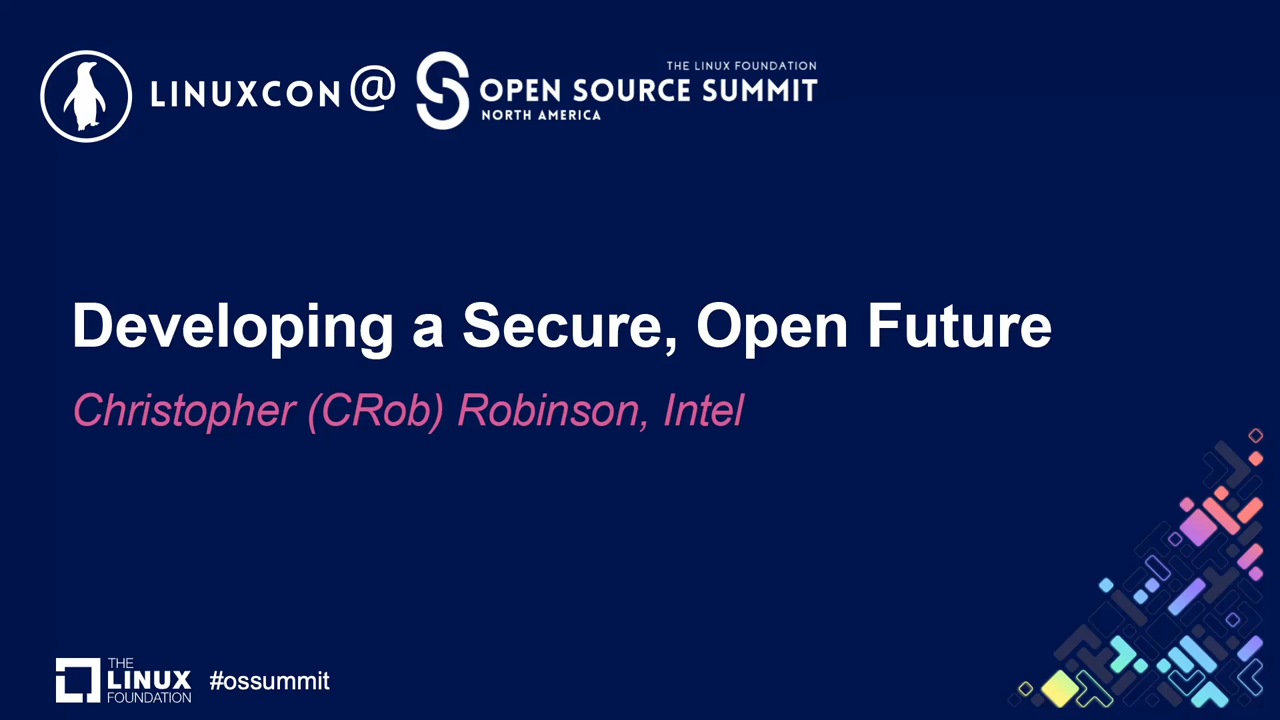 LINUXCON @
THE LINUX FOUNDATION
OPEN SOURCE SUMMIT
NORTH AMERICA
Developing a Secure, Open Future
Christopher (CRob) Robinson, Intel
THE
LINUX
FOUNDATION
#ossummit